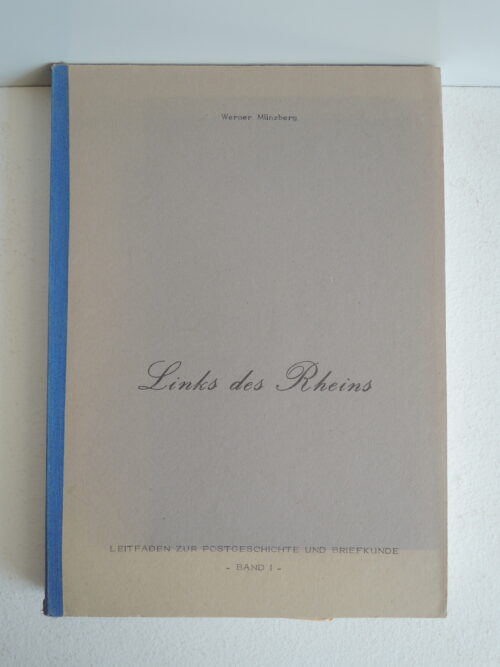 Werner Münzberg
Links des Rheins
LEITFADEN ZUR POSTGESCHICHTE UND BRIEFKUNDE
- BAND I -